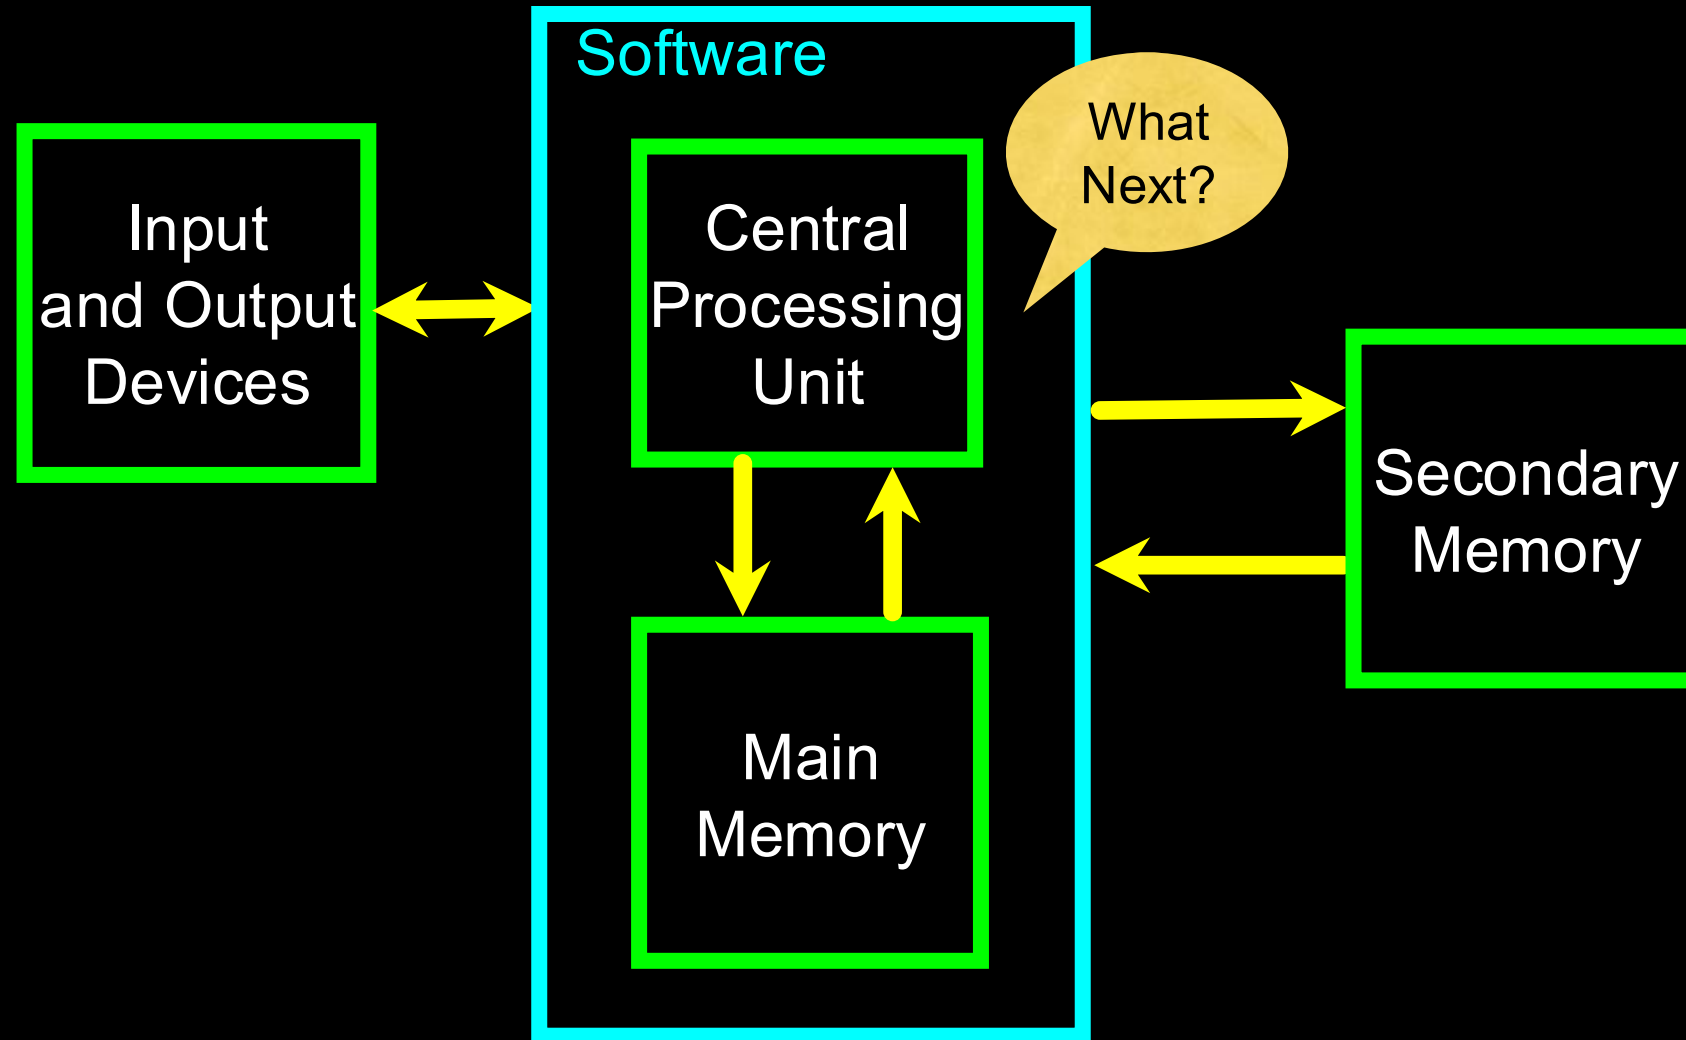 Software
What
Next?
Input
and Output
Devices
Central
Processing
Unit
Secondary
Memory
Main
Memory